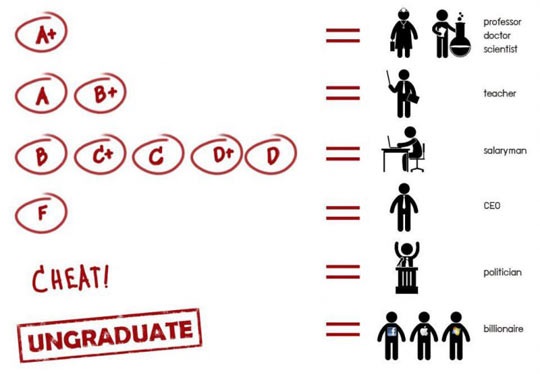 A+ = professor
doctor
scientist
A B+ = teacher
B C+ C D+ D = salaryman
F = CEO
CHEAT! = politician
UNGRADUATE = billionaire
f